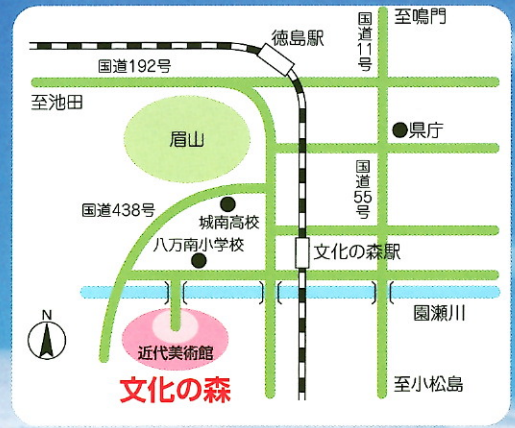 至鳴門
国道11号
徳島駅
国道192号
至池田
県庁
眉山
国道55号
国道438号
城南高校
八万南小学校
文化の森駅
園瀬川
N
近代美術館
文化の森
至小松島